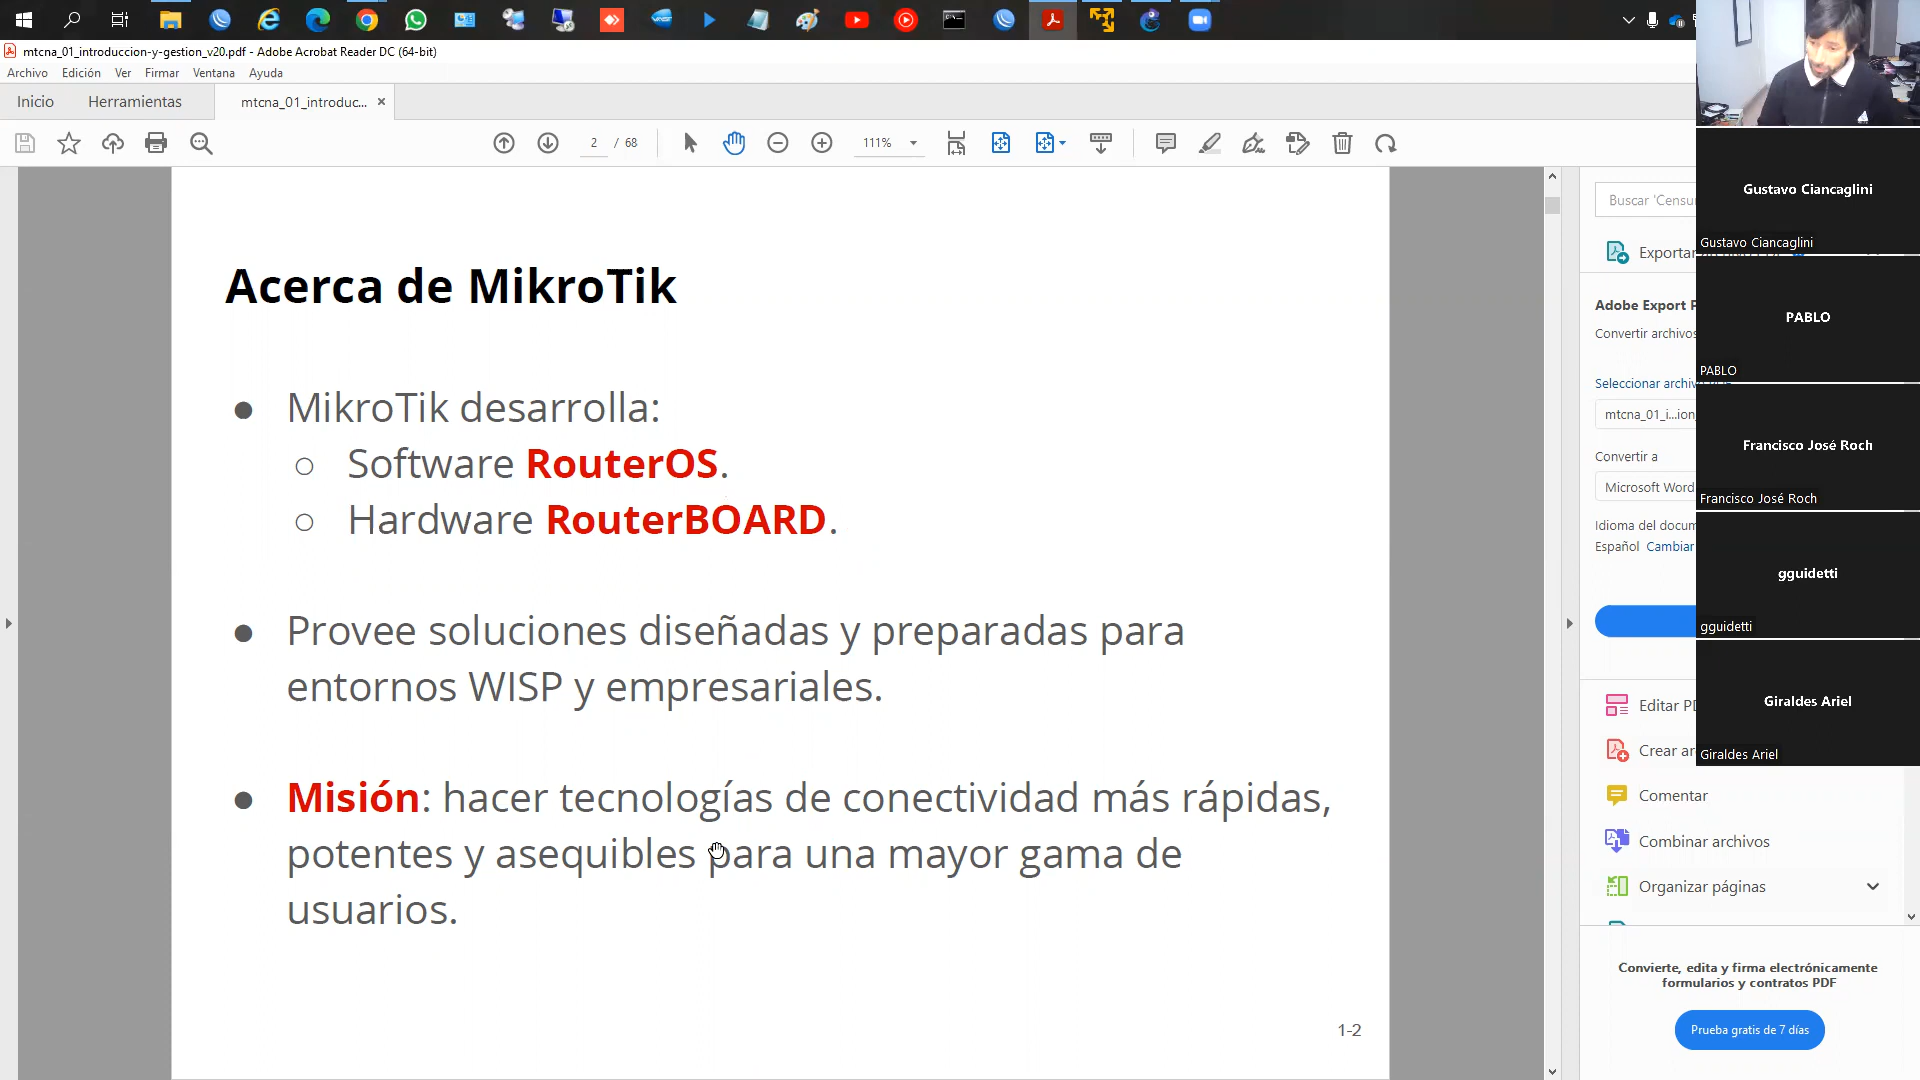 mtcna_01_introduccion-y-gestion_v20.pdf - Adobe Acrobat Reader DC (64-bit)
Archivo Edición Ver Firmar Ventana Ayuda
Inicio Herramientas mtcna_01_introduc... ×
2 / 68 111%
Acerca de MikroTik
● MikroTik desarrolla:
○ Software RouterOS.
○ Hardware RouterBOARD.
● Provee soluciones diseñadas y preparadas para
entornos WISP y empresariales.
● Misión: hacer tecnologías de conectividad más rápidas,
potentes y asequibles para una mayor gama de
usuarios.
1-2
Buscar 'Censu
Exportar
Adobe Export P
Convertir archivos
Seleccionar archiv
mtcna_01_i...ion
Convertir a
Microsoft Word
Idioma del docum
Español Cambiar
Editar PD
Crear ar
Comentar
Combinar archivos
Organizar páginas
Convierte, edita y firma electrónicamente
formularios y contratos PDF
Prueba gratis de 7 días
Gustavo Ciancaglini
Gustavo Ciancaglini
PABLO
PABLO
Francisco José Roch
Francisco José Roch
gguidetti
gguidetti
Giraldes Ariel
Giraldes Ariel